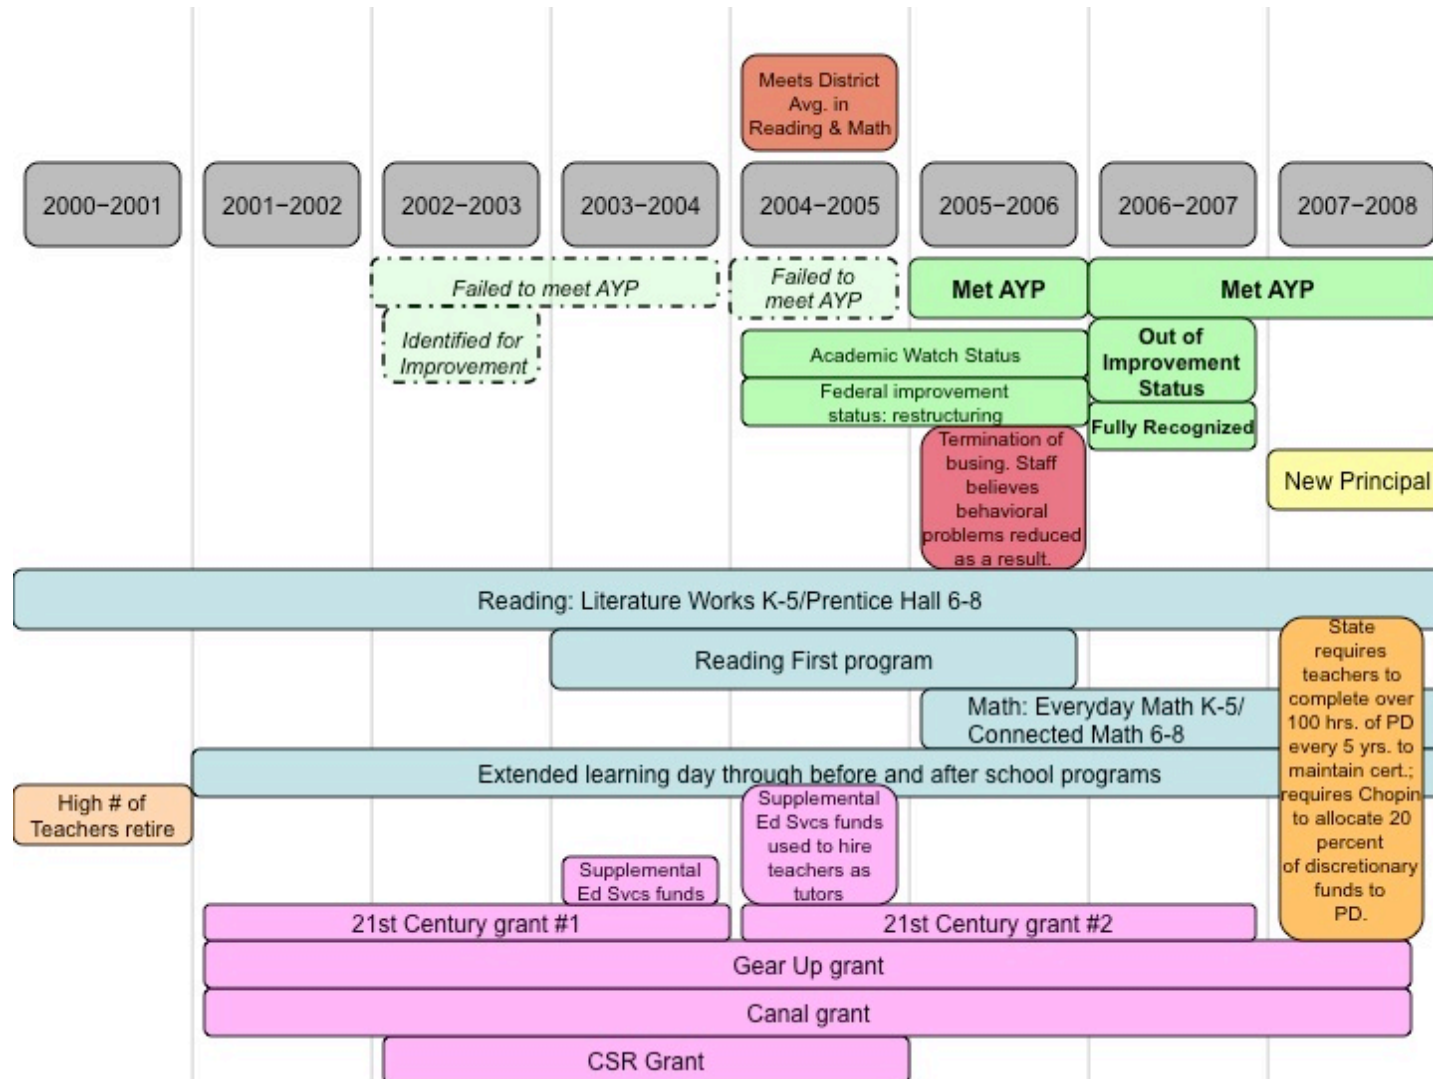 Meets District
Avg. in
Reading & Math
2000−2001
2001−2002
2002−2003
2003−2004
2004−2005
2005−2006
2006−2007
2007−2008
Failed to meet AYP
Failed to
meet AYP
Met AYP
Met AYP
Identified for
Improvement
Academic Watch Status
Out of
Improvement
Status
Federal improvement
status: restructuring
Fully Recognized
Termination of
busing. Staff
believes
behavioral
problems reduced
as a result.
New Principal
Reading: Literature Works K-5/Prentice Hall 6-8
Reading First program
Math: Everyday Math K-5/
Connected Math 6-8
State
requires
teachers to
complete over
100 hrs. of PD
every 5 yrs. to
maintain cert.;
requires Chopin
to allocate 20
percent
of discretionary
funds to
PD.
Extended learning day through before and after school programs
High # of
Teachers retire
Supplemental
Ed Svcs funds
used to hire
teachers as
tutors
Supplemental
Ed Svcs funds
21st Century grant #1
21st Century grant #2
Gear Up grant
Canal grant
CSR Grant